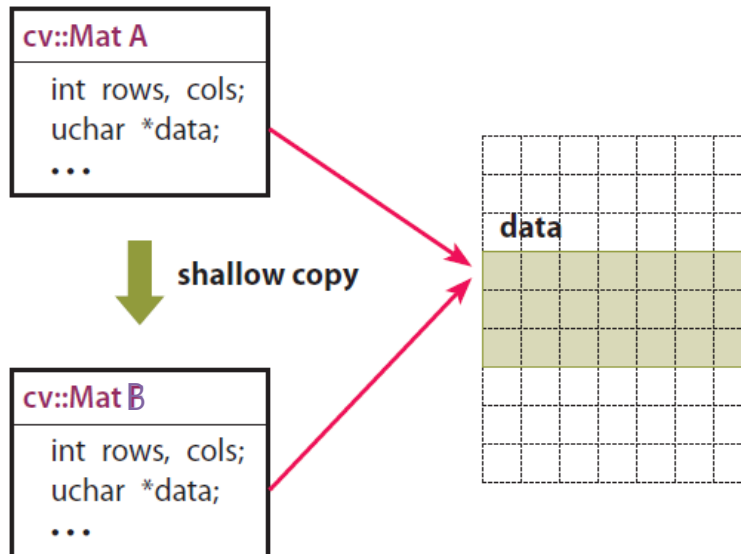 cv::Mat A
int rows, cols;
uchar *data;
...
data
shallow copy
cv::Mat B
int rows, cols;
uchar *data;
...